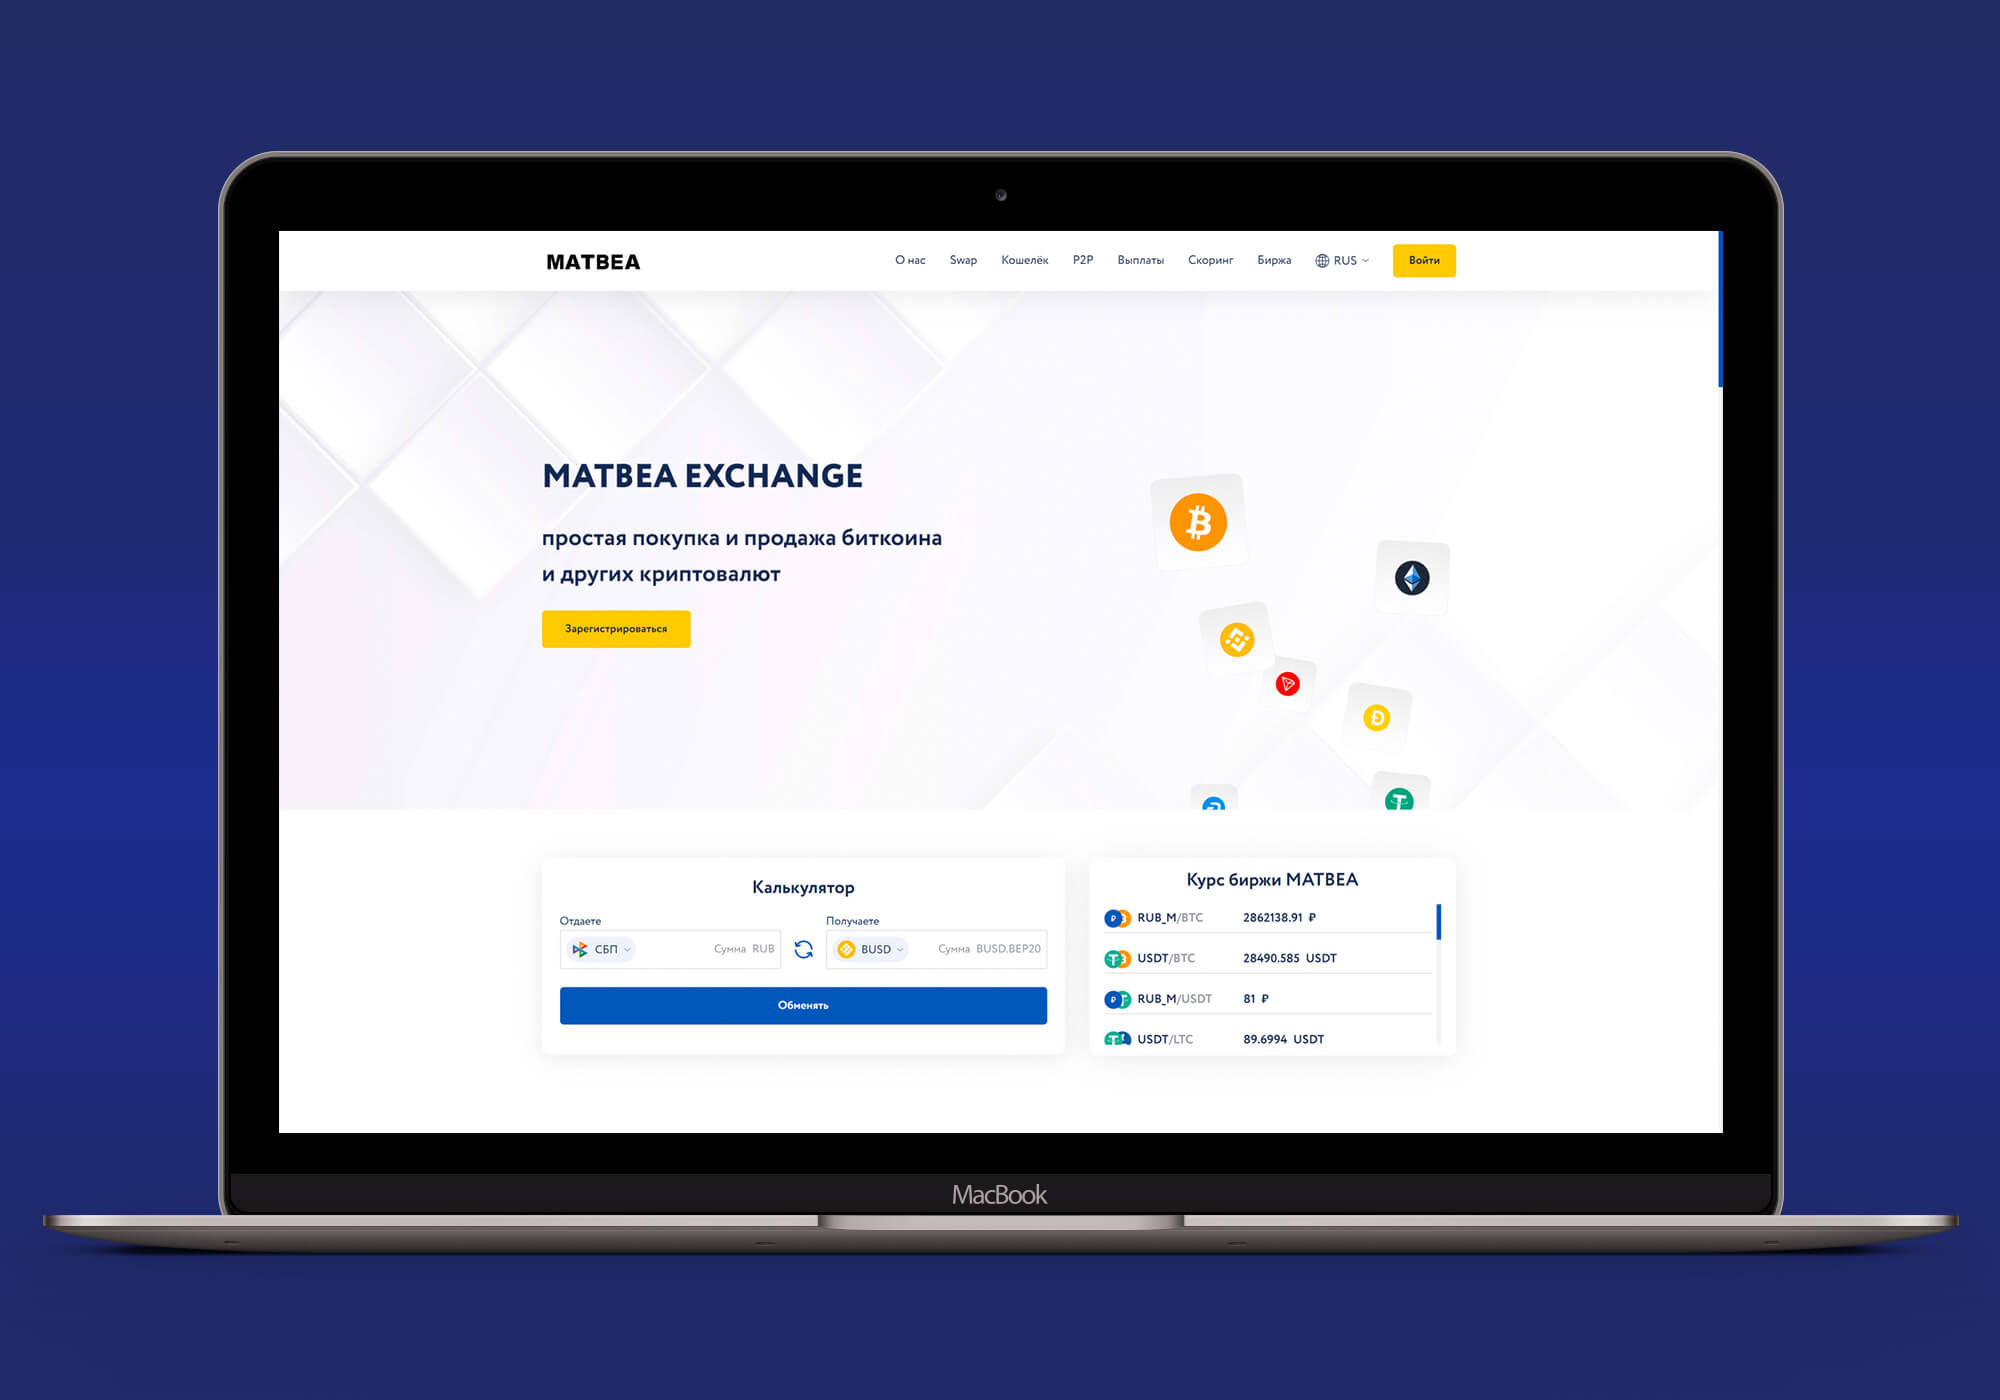 MATBEA
О нас Swap Кошелёк P2P Выплаты Скоринг Биржа RUS Войти
MATBEA EXCHANGE
простая покупка и продажа биткоина
и других криптовалют
Зарегистрироваться
Калькулятор
Отдаете Получаете
СБП Сумма RUB BUSD Сумма BUSD.BEP20
Обменять
Курс биржи MATBEA
RUB_M/BTC 2862138.91 ₽
USDT/BTC 28490.585 USDT
RUB_M/USDT 81 ₽
USDT/LTC 89.6994 USDT
MacBook